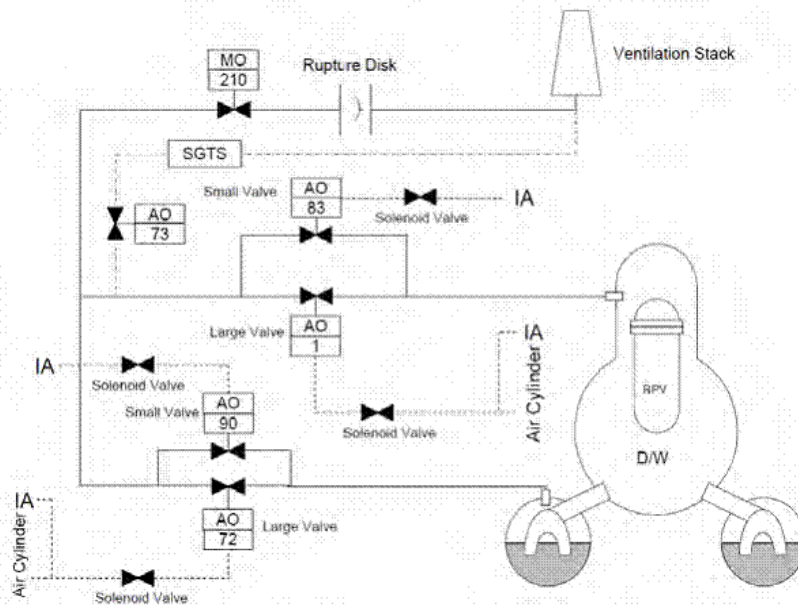 MO
210
Rupture Disk
Ventilation Stack
SGTS
Small Valve
AO
83
IA
Solenoid Valve
AO
73
Large Valve
AO
1
IA
Air Cylinder
Solenoid Valve
IA
Solenoid Valve
Small Valve
AO
90
RPV
D/W
IA
Air Cylinder
AO
72
Large Valve
Solenoid Valve